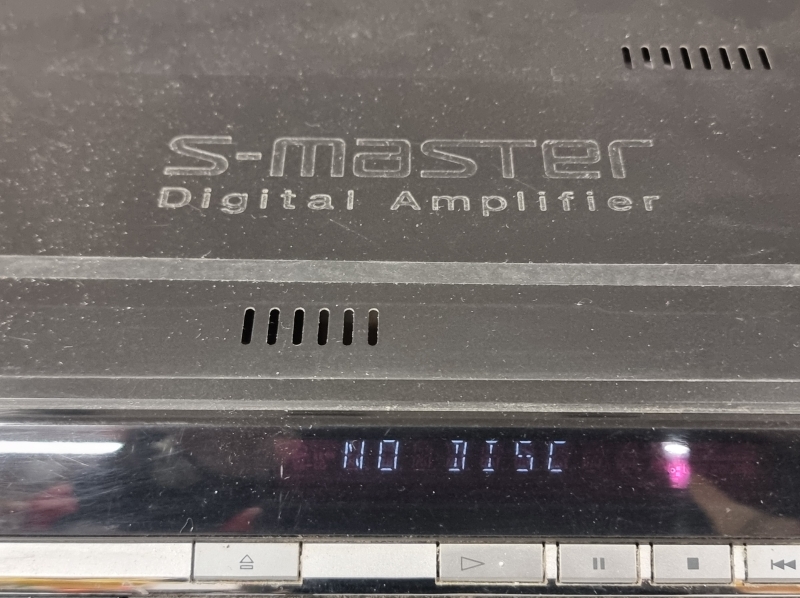 S-master
Digital Amplifier
NO DISC